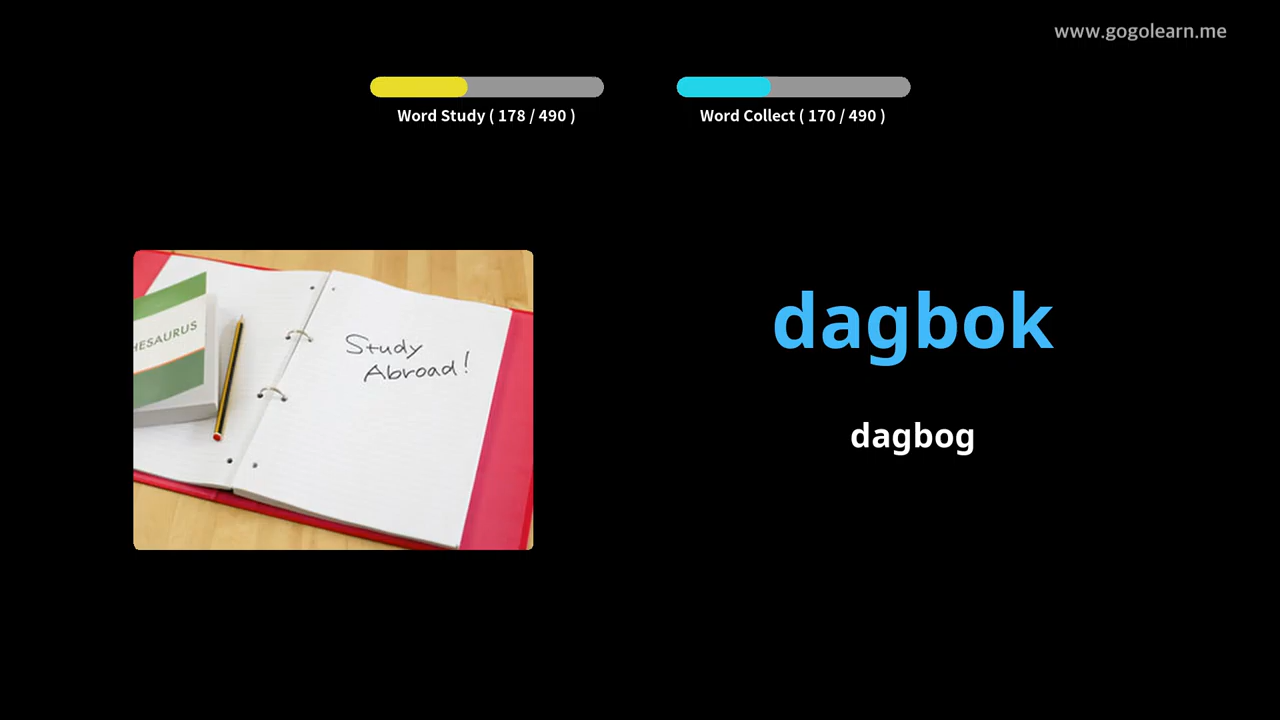 www.gogolearn.me
Word Study ( 178 / 490 )
Word Collect ( 170 / 490 )
HESAURUS
Study
Abroad!
dagbok
dagbog